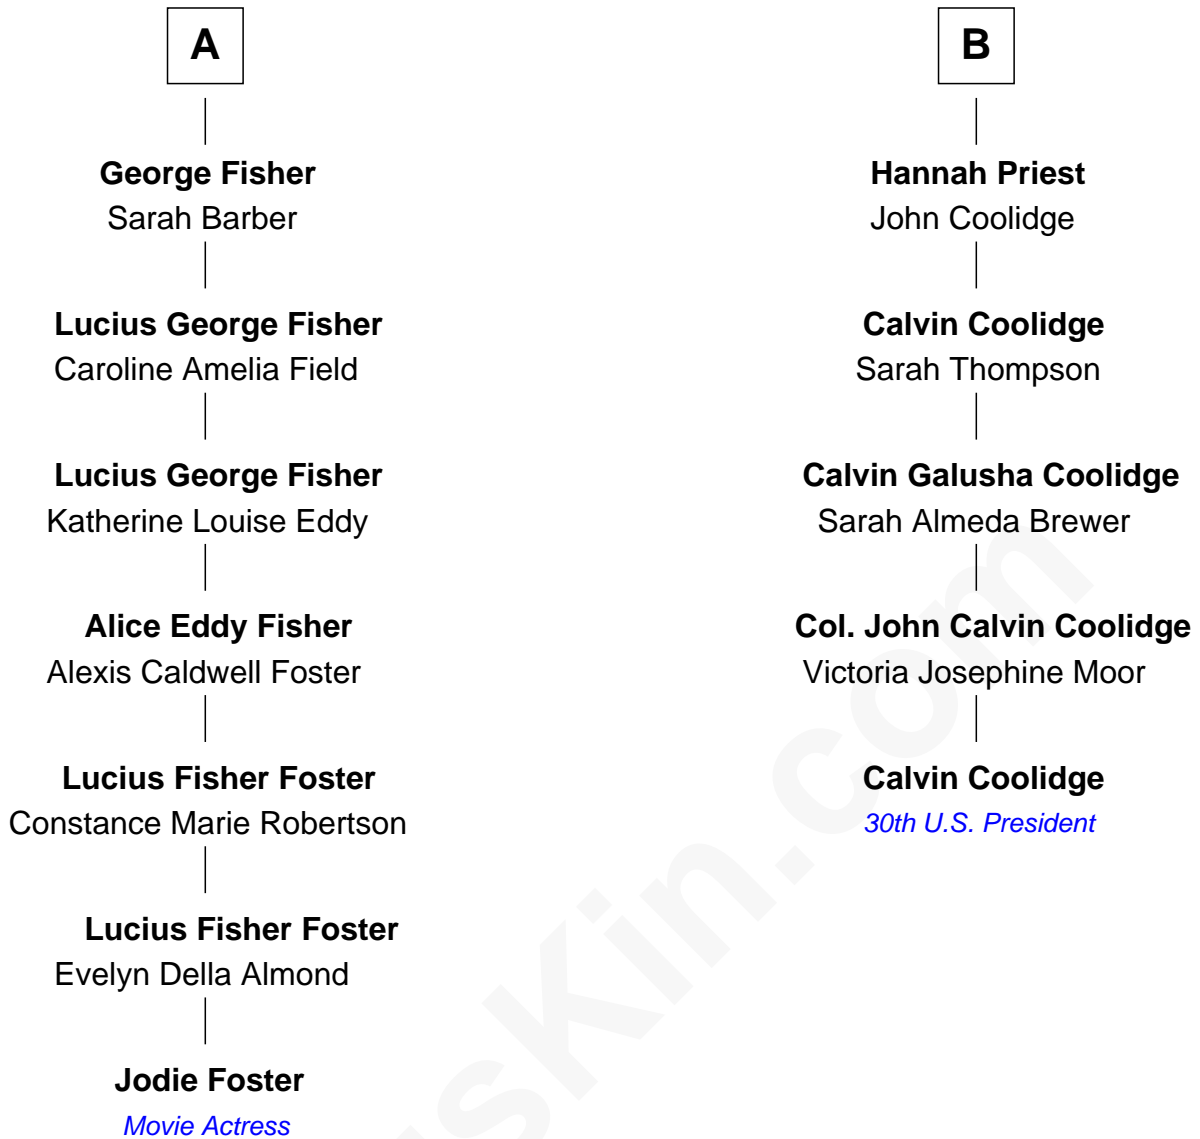 A
George Fisher
Sarah Barber
Lucius George Fisher
Caroline Amelia Field
Lucius George Fisher
Katherine Louise Eddy
Alice Eddy Fisher
Alexis Caldwell Foster
Lucius Fisher Foster
Constance Marie Robertson
Lucius Fisher Foster
Evelyn Della Almond
Jodie Foster
Movie Actress
B
Hannah Priest
John Coolidge
Calvin Coolidge
Sarah Thompson
Calvin Galusha Coolidge
Sarah Almeda Brewer
Col. John Calvin Coolidge
Victoria Josephine Moor
Calvin Coolidge
30th U.S. President
sKin.com